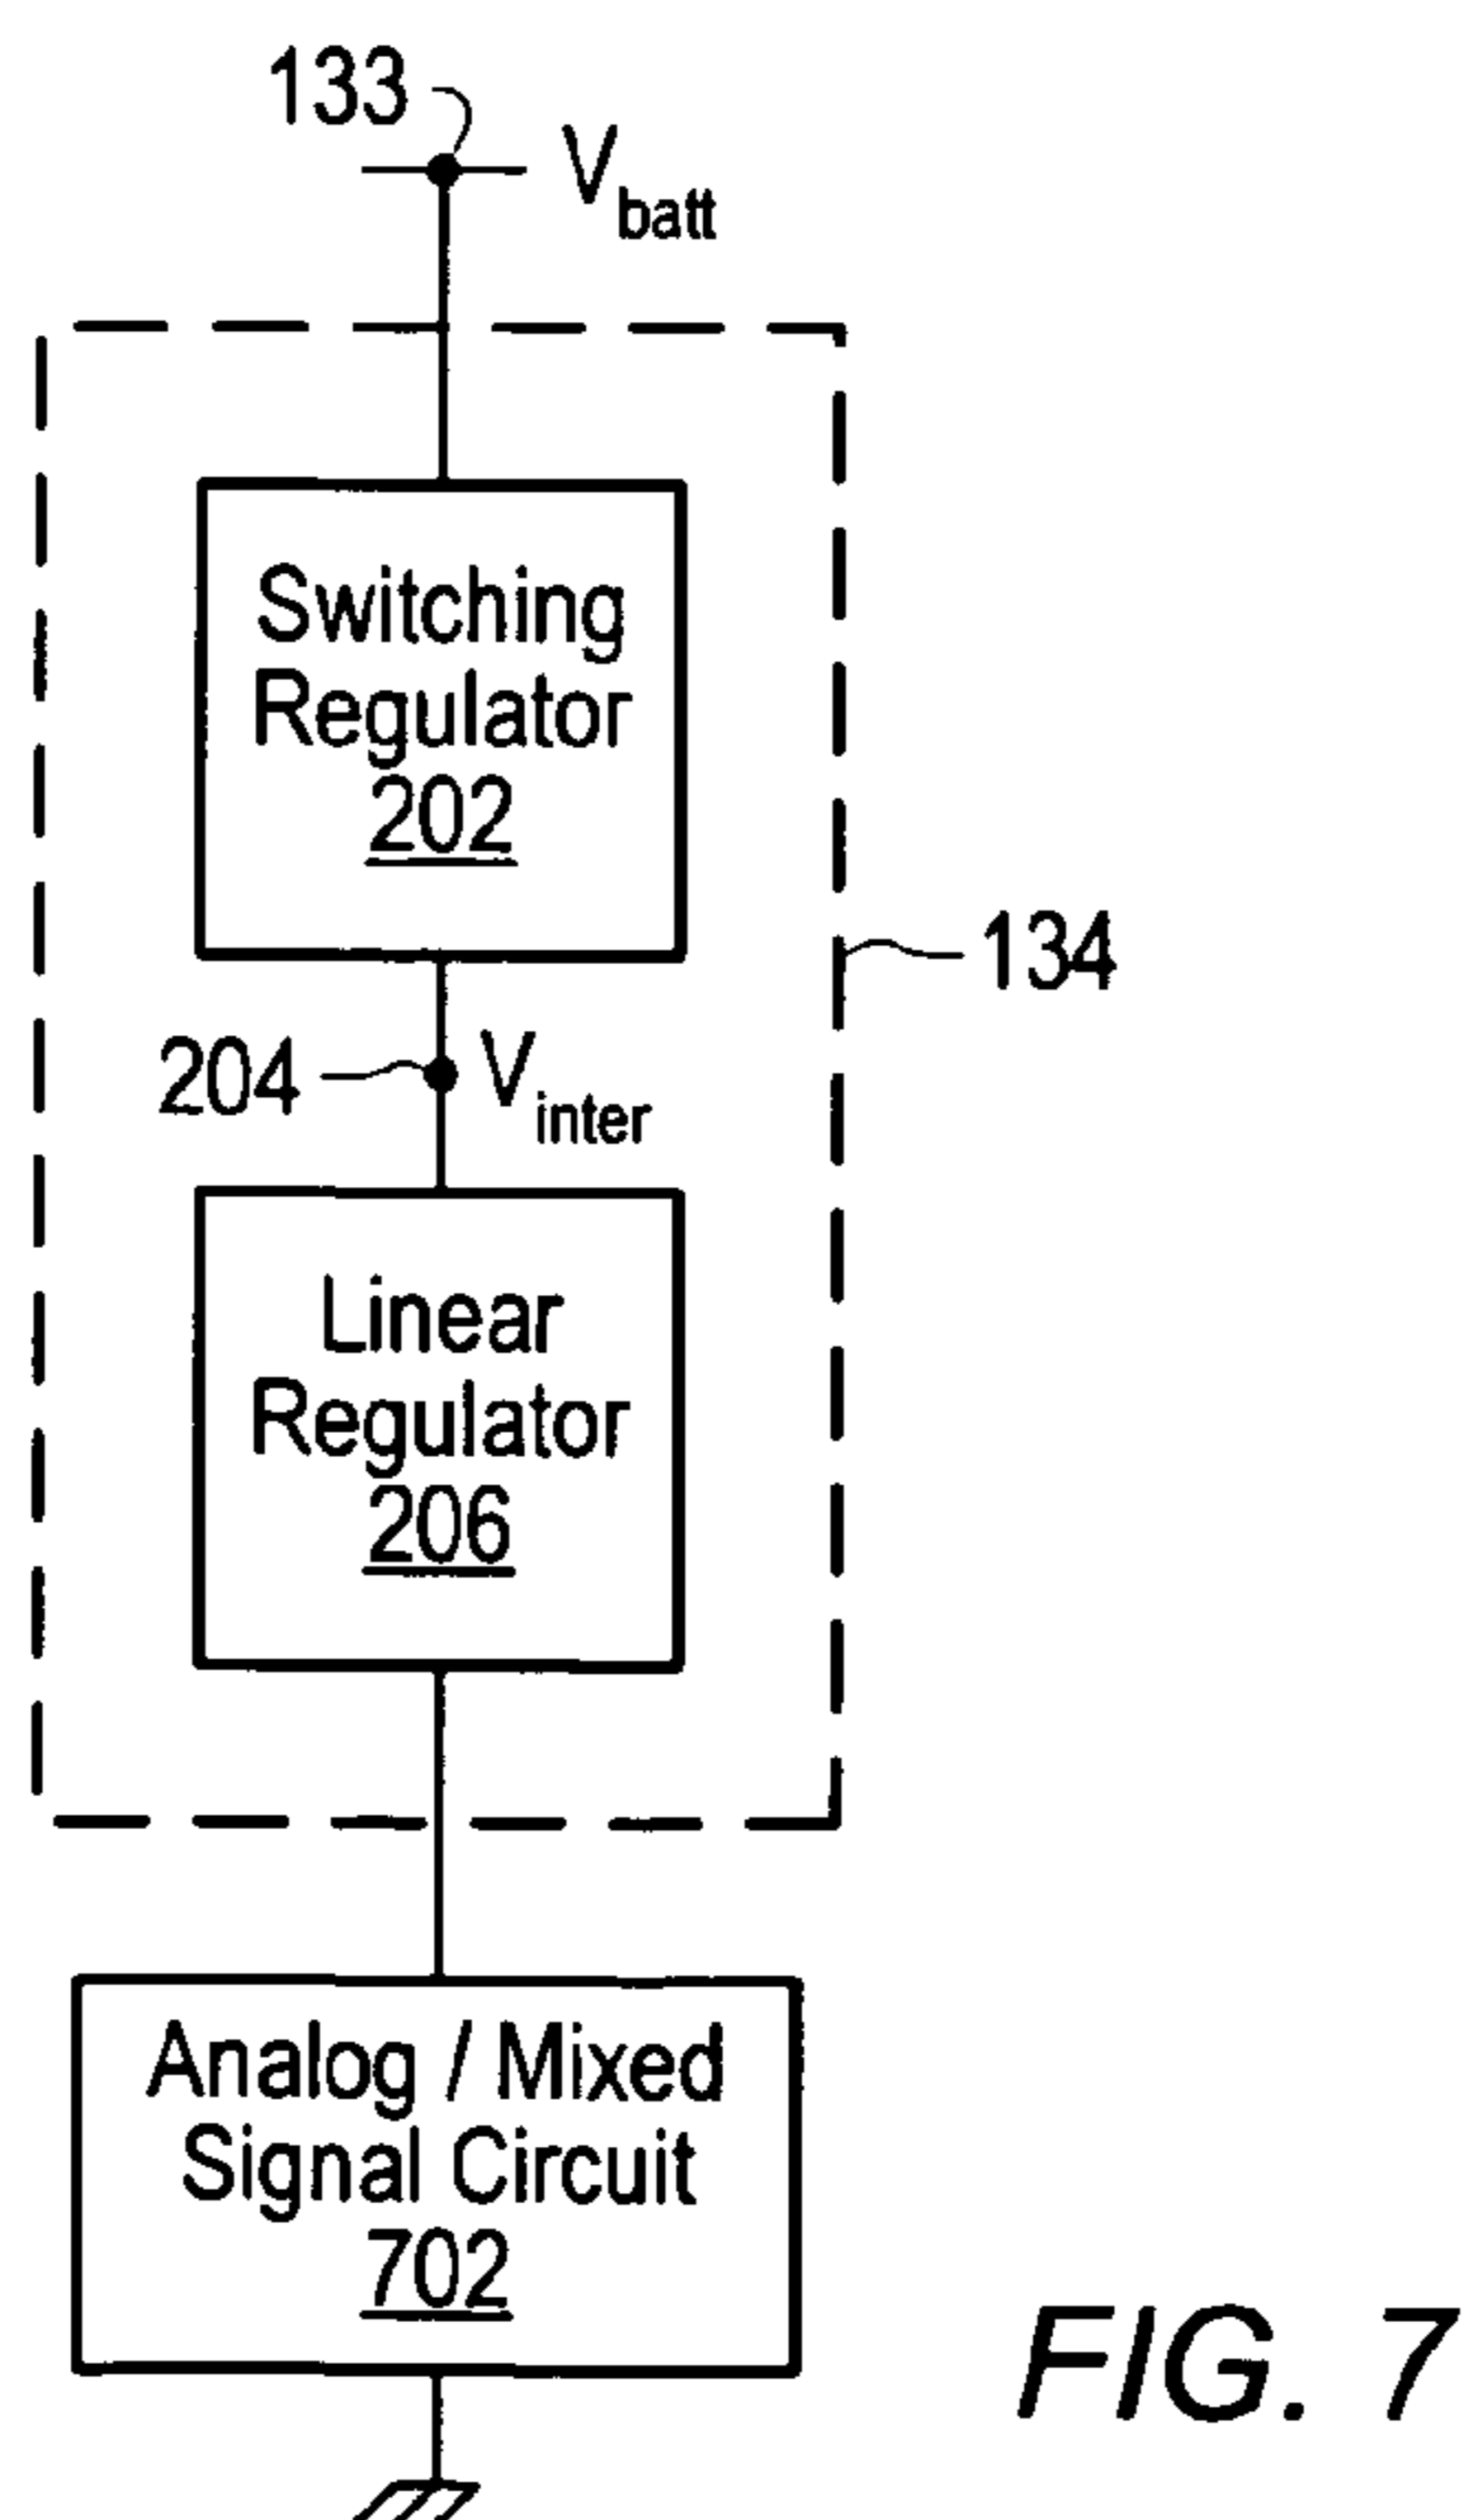 133
Vbatt
Switching
Regulator
202
134
204
Vinter
Linear
Regulator
206
Analog / Mixed
Signal Circuit
702
FIG. 7